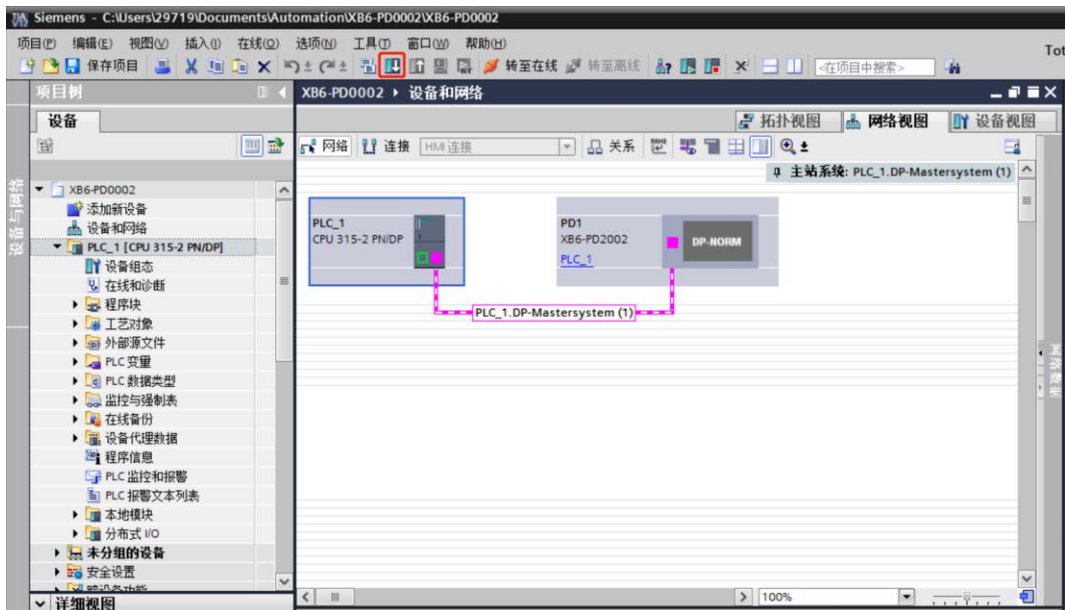 Siemens - C:\Users\29719\Documents\Automation\XB6-PD0002\XB6-PD0002
项目(P) 编辑(E) 视图(V) 插入(I) 在线(O) 选项(N) 工具(T) 窗口(W) 帮助(H)
Tot
保存项目 转至在线 转至离线 <在项目中搜索>
项目树
XB6-PD0002 ▸ 设备和网络
设备
拓扑视图 网络视图 设备视图
网络 连接 HMI 连接 关系
主站系统: PLC_1.DP-Mastersystem (1)
设备与网络
XB6-PD0002
添加新设备
设备和网络
PLC_1 [CPU 315-2 PN/DP]
设备组态
在线和诊断
程序块
工艺对象
外部源文件
PLC 变量
PLC 数据类型
监控与强制表
在线备份
设备代理数据
程序信息
PLC 监控和报警
PLC 报警文本列表
本地模块
分布式 I/O
未分组的设备
安全设置
跨设备功能
详细视图
PLC_1
CPU 315-2 PN/DP
PD1
XB6-PD2002
PLC_1
DP-NORM
PLC_1.DP-Mastersystem (1)
网络数据
100%